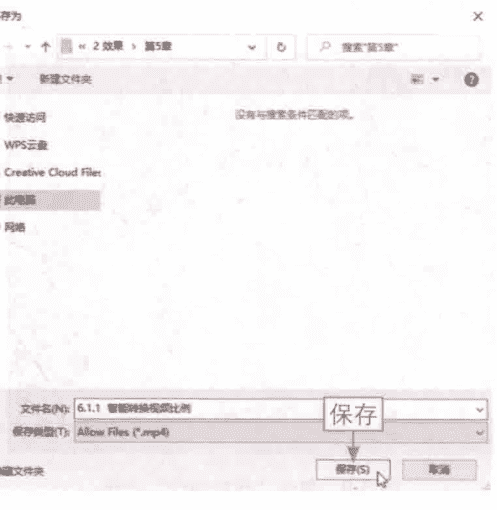 存为
« 2 效果 › 第5章
搜索"第5章"
新建文件夹
没有与搜索条件匹配的项。
快速访问
WPS云盘
Creative Cloud Files
此电脑
网络
文件名(N): 6.1.1 智能转换视频比例
保存类型(T): Allow Files (*.mp4)
保存
隐藏文件夹
保存(S)
取消